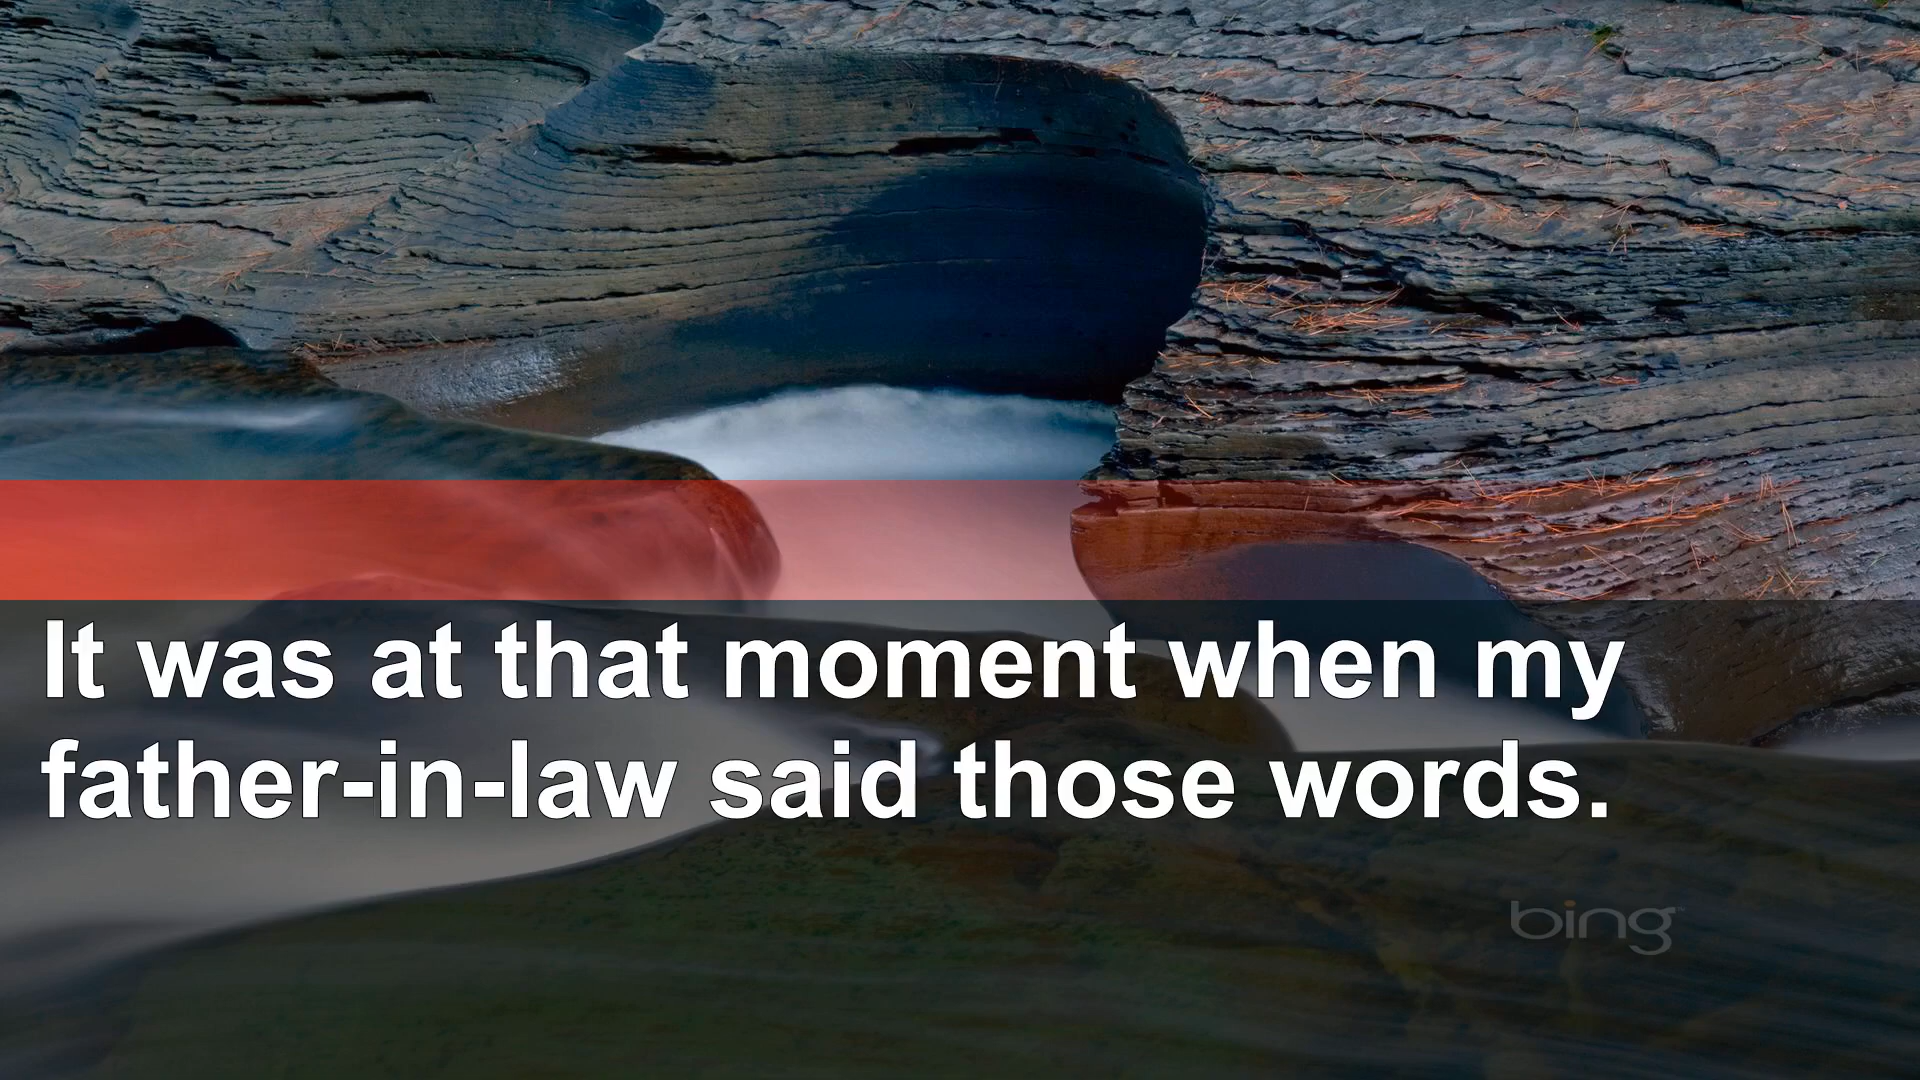 It was at that moment when my
father-in-law said those words.
bing